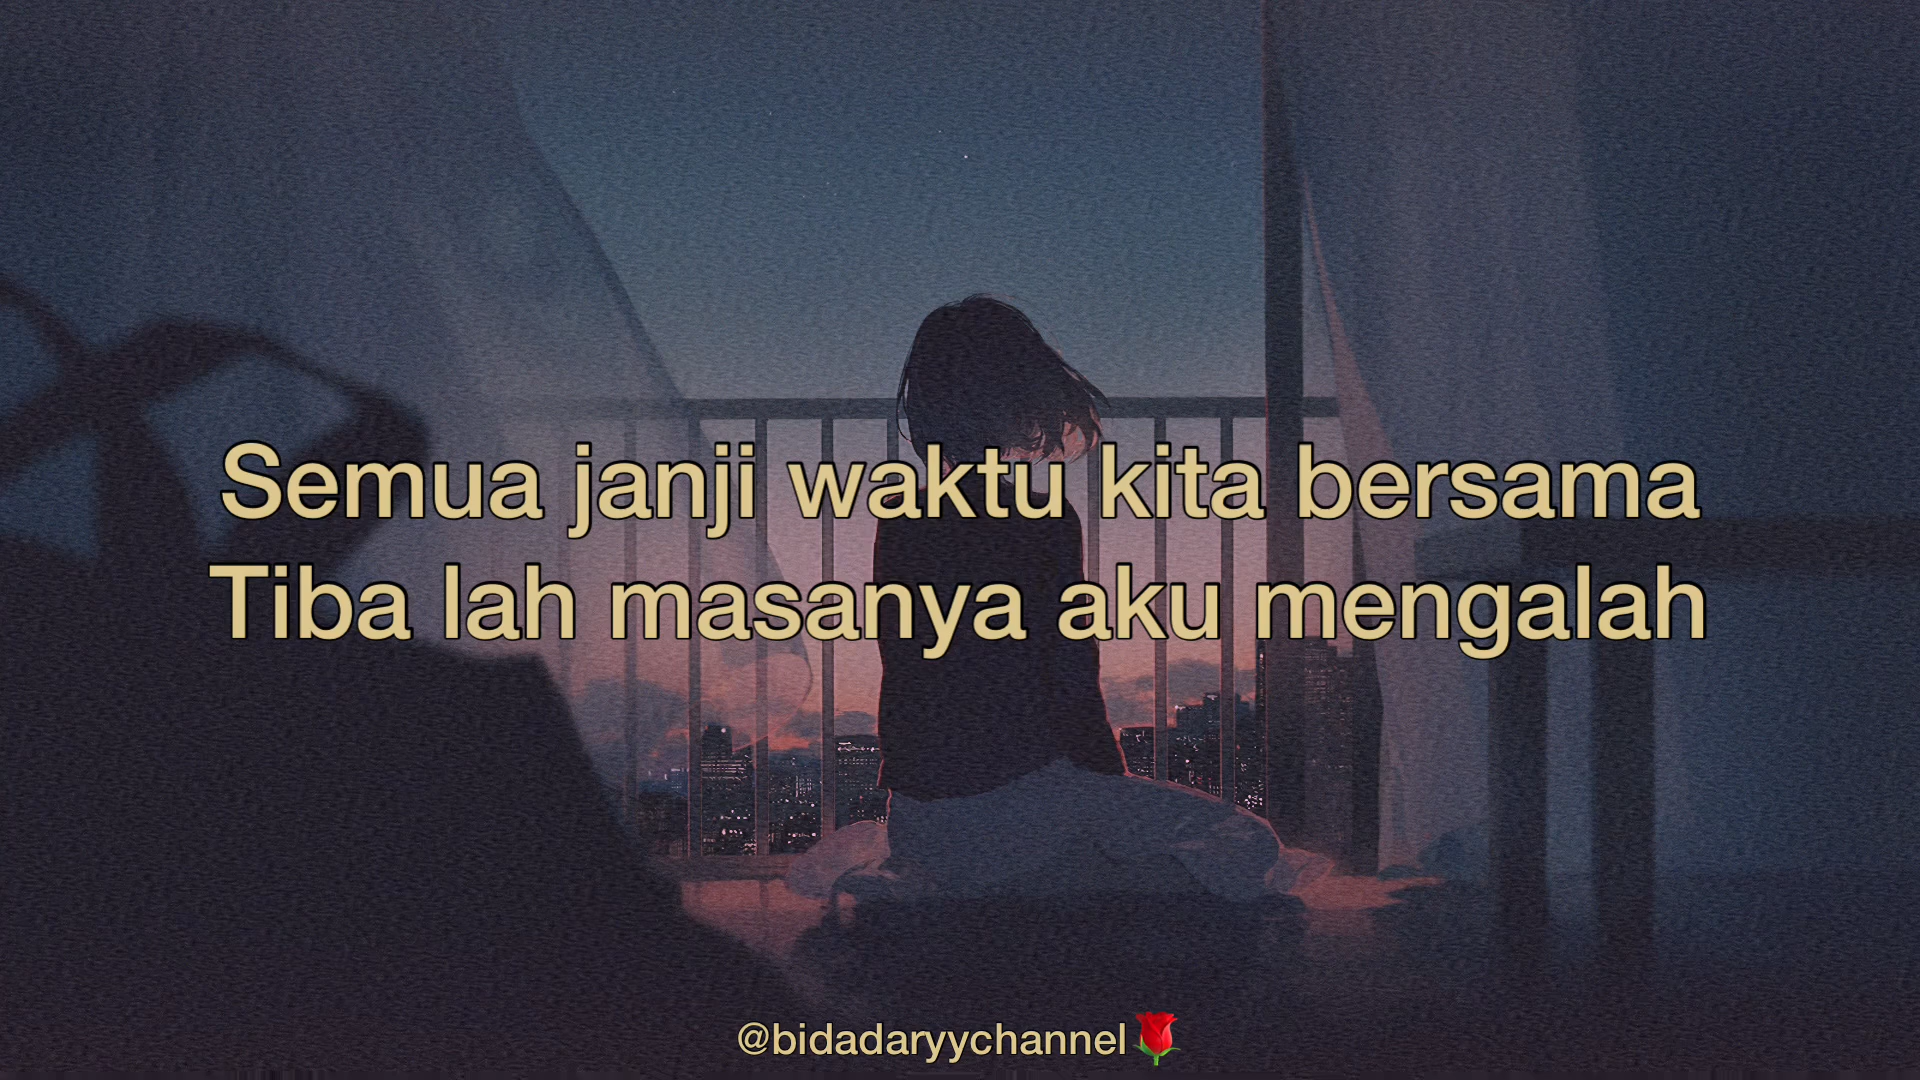 Semua janji waktu kita bersama
Tiba lah masanya aku mengalah
@bidadaryychannel🌹